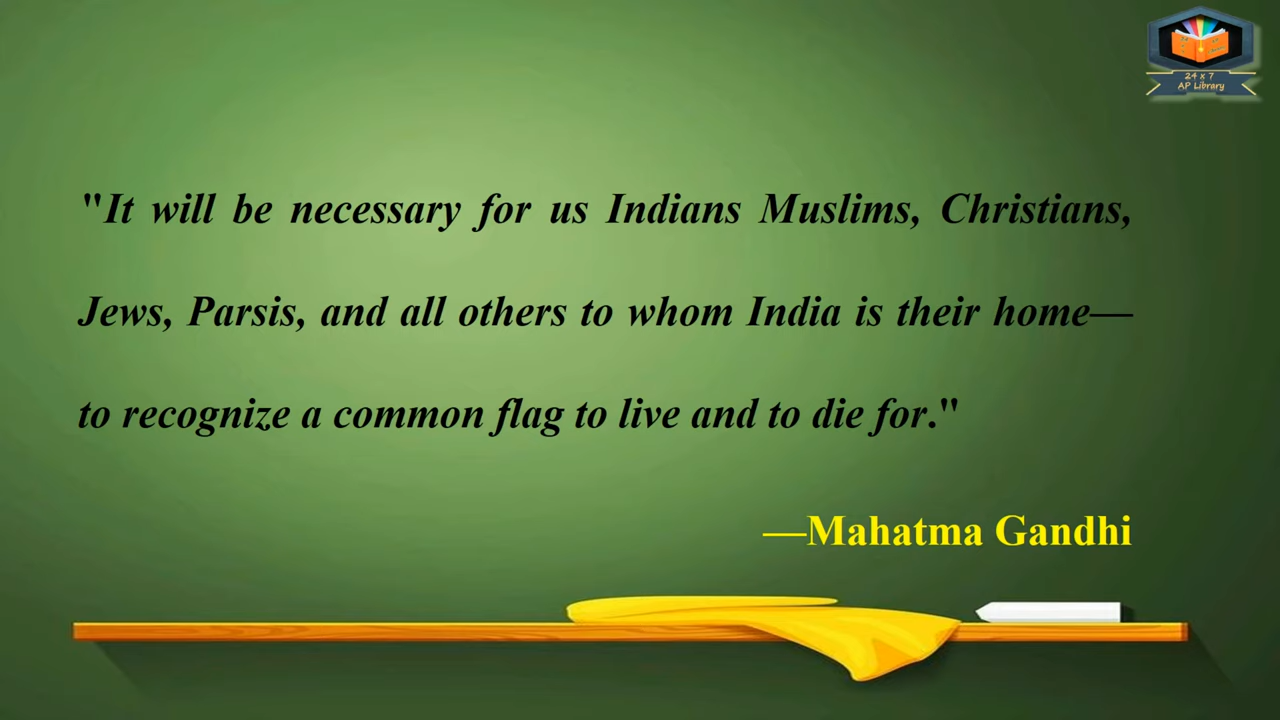 24 x 7
AP Library
"It will be necessary for us Indians Muslims, Christians,
Jews, Parsis, and all others to whom India is their home—
to recognize a common flag to live and to die for."
—Mahatma Gandhi